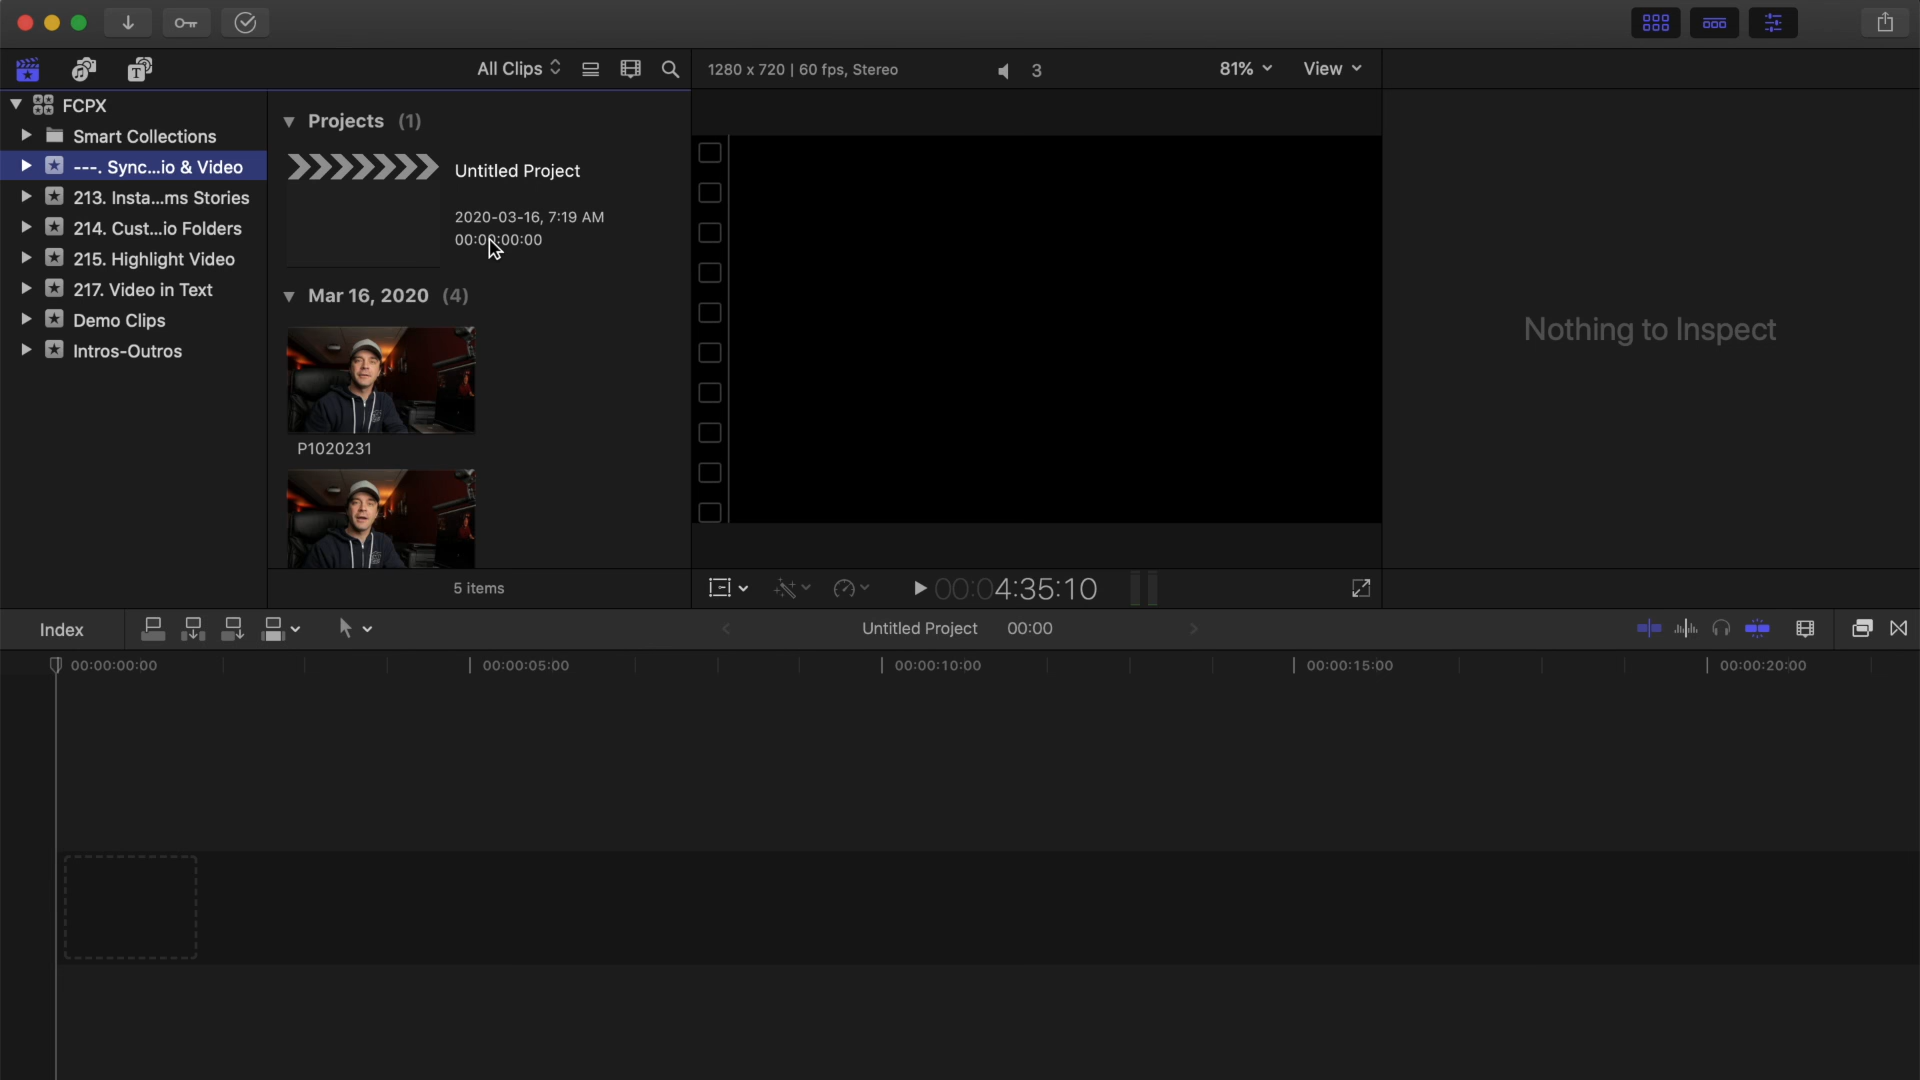 All Clips
1280 x 720 | 60 fps, Stereo
3
81%
View
FCPX
Smart Collections
---. Sync...io & Video
213. Insta...ms Stories
214. Cust...io Folders
215. Highlight Video
217. Video in Text
Demo Clips
Intros-Outros
Projects (1)
Untitled Project
2020-03-16, 7:19 AM
00:00:00:00
Mar 16, 2020 (4)
P1020231
5 items
Nothing to Inspect
00:04:35:10
Index
Untitled Project 00:00
00:00:00:00
00:00:05:00
00:00:10:00
00:00:15:00
00:00:20:00